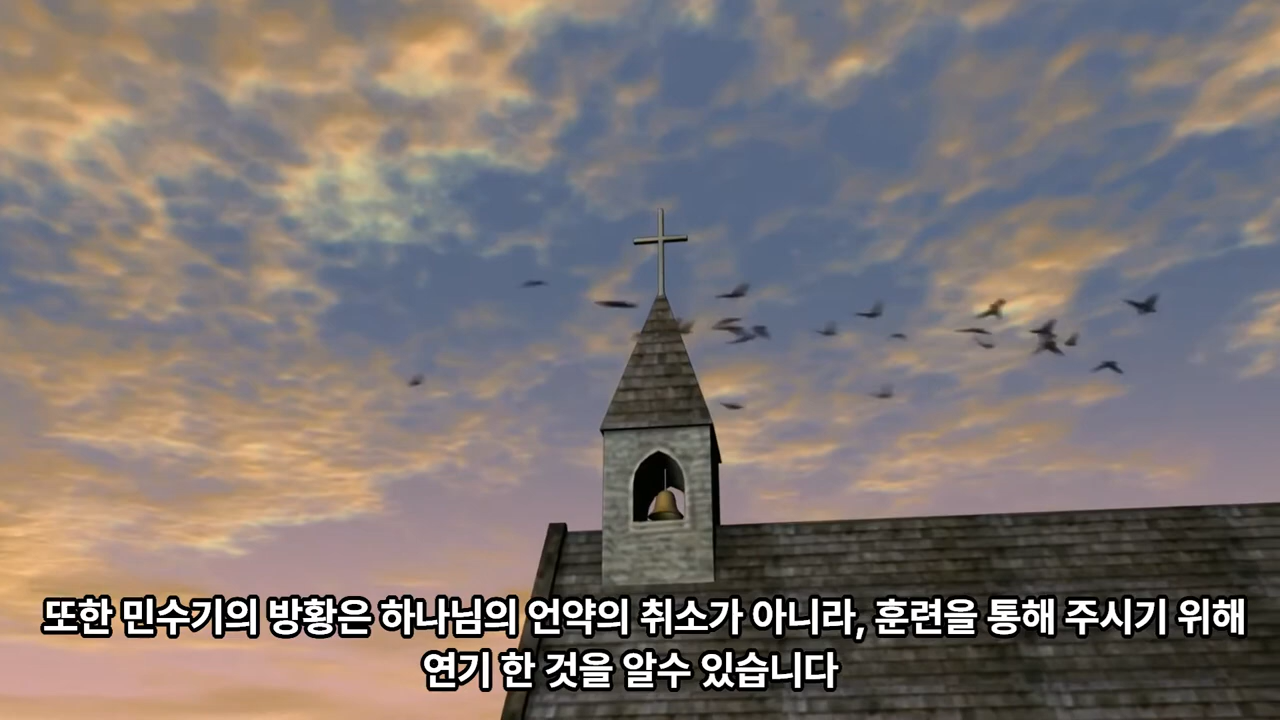 또한 민수기의 방황은 하나님의 언약의 취소가 아니라, 훈련을 통해 주시기 위해
연기 한 것을 알수 있습니다